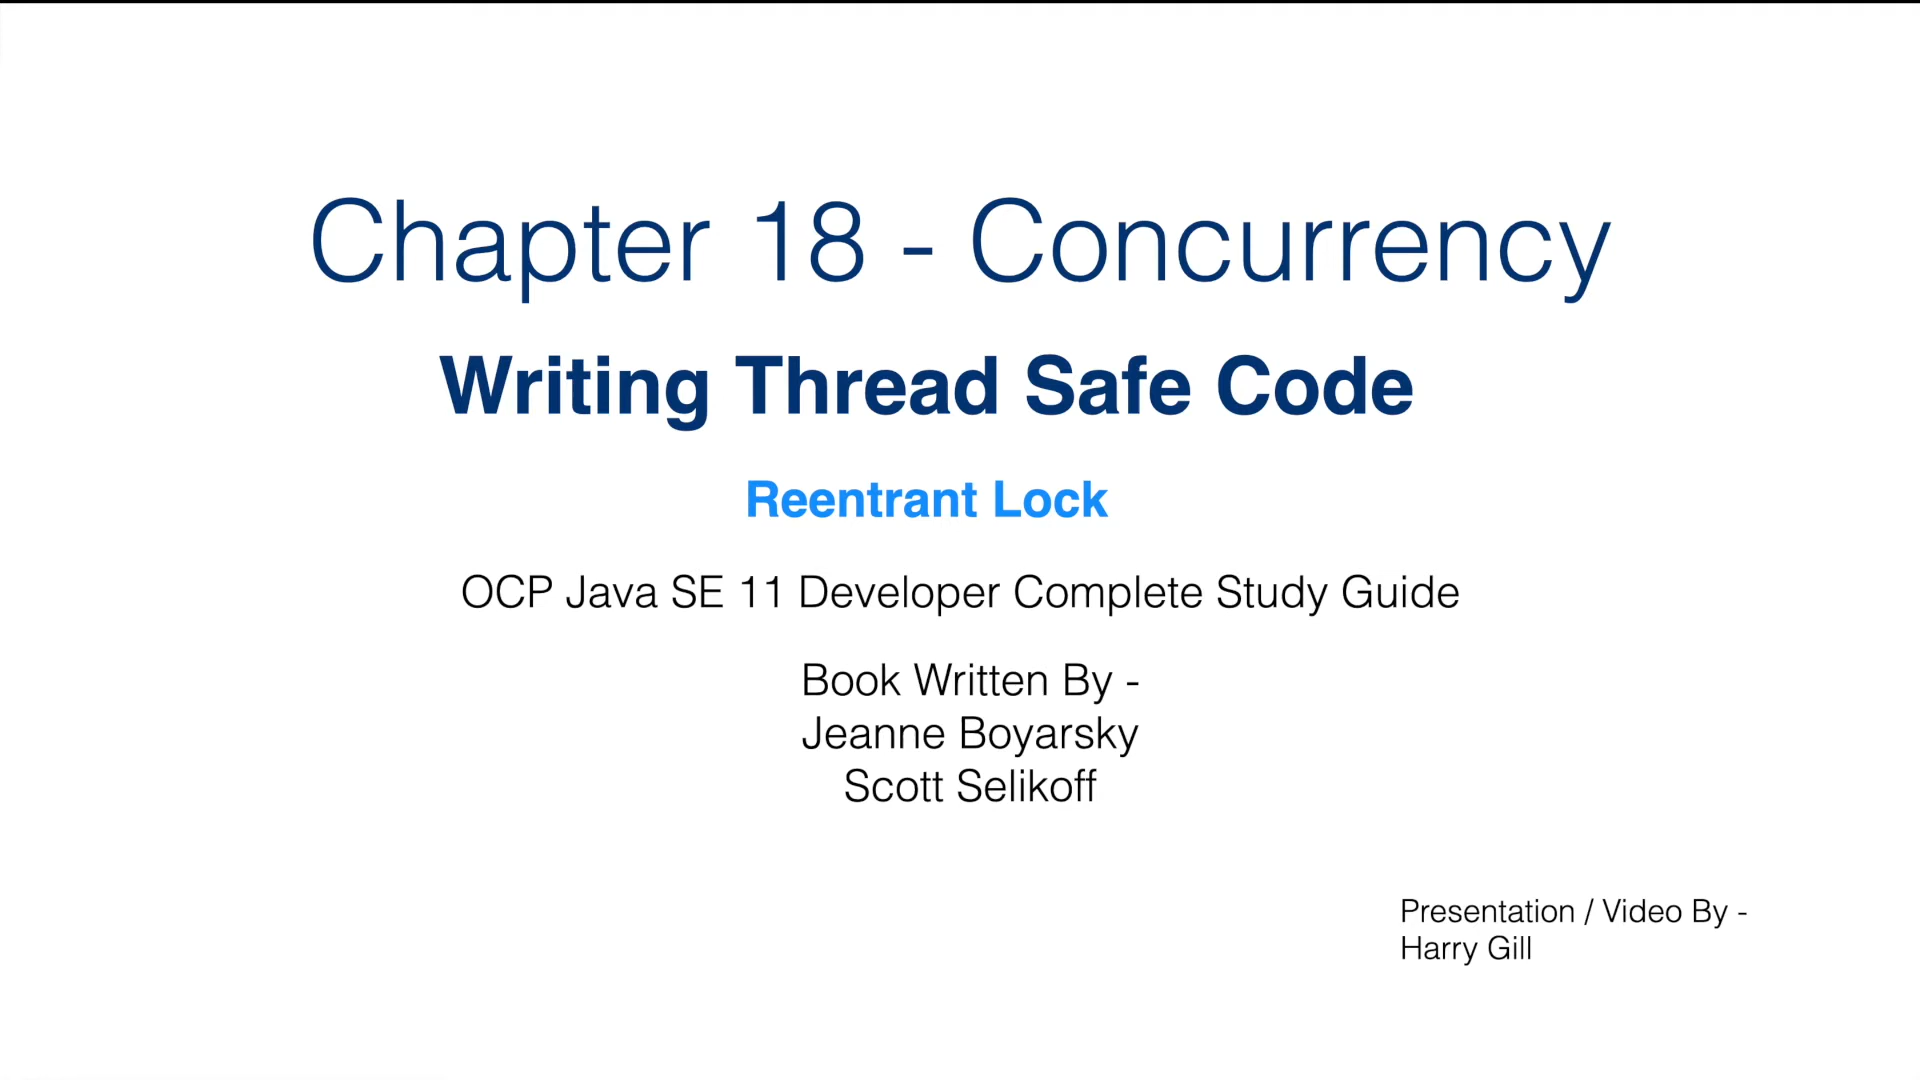 Chapter 18 - Concurrency
Writing Thread Safe Code
Reentrant Lock
OCP Java SE 11 Developer Complete Study Guide
Book Written By -
Jeanne Boyarsky
Scott Selikoff
Presentation / Video By -
Harry Gill